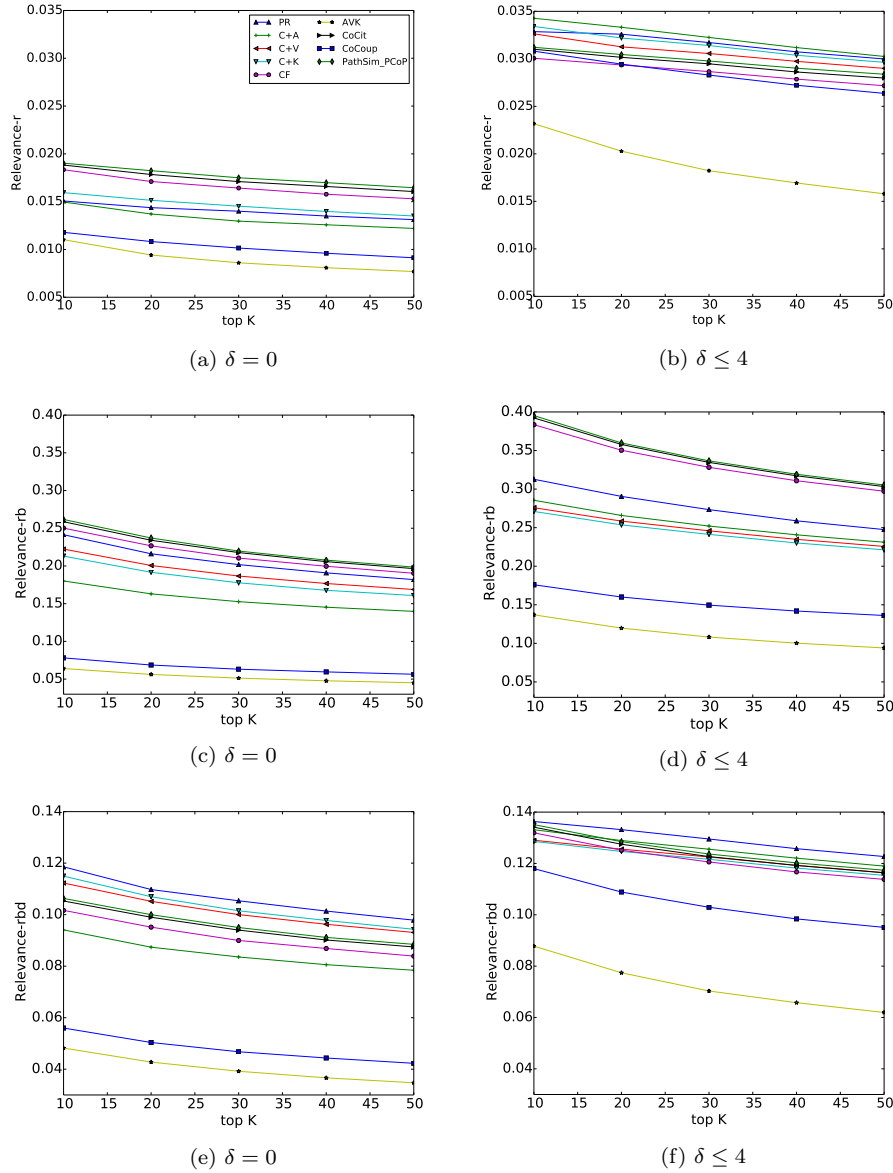 0.035
0.030
0.025
0.020
0.015
0.010
0.005
Relevance-r
10 15 20 25 30 35 40 45 50
top K
PR
C+A
C+V
C+K
CF
AVK
CoCit
CoCoup
PathSim_PCoP
(a) δ = 0
0.035
0.030
0.025
0.020
0.015
0.010
0.005
Relevance-r
10 15 20 25 30 35 40 45 50
top K
(b) δ ≤ 4
0.40
0.35
0.30
0.25
0.20
0.15
0.10
0.05
Relevance-rb
10 15 20 25 30 35 40 45 50
top K
(c) δ = 0
0.40
0.35
0.30
0.25
0.20
0.15
0.10
0.05
Relevance-rb
10 15 20 25 30 35 40 45 50
top K
(d) δ ≤ 4
0.14
0.12
0.10
0.08
0.06
0.04
Relevance-rbd
10 15 20 25 30 35 40 45 50
top K
(e) δ = 0
0.14
0.12
0.10
0.08
0.06
0.04
Relevance-rbd
10 15 20 25 30 35 40 45 50
top K
(f) δ ≤ 4